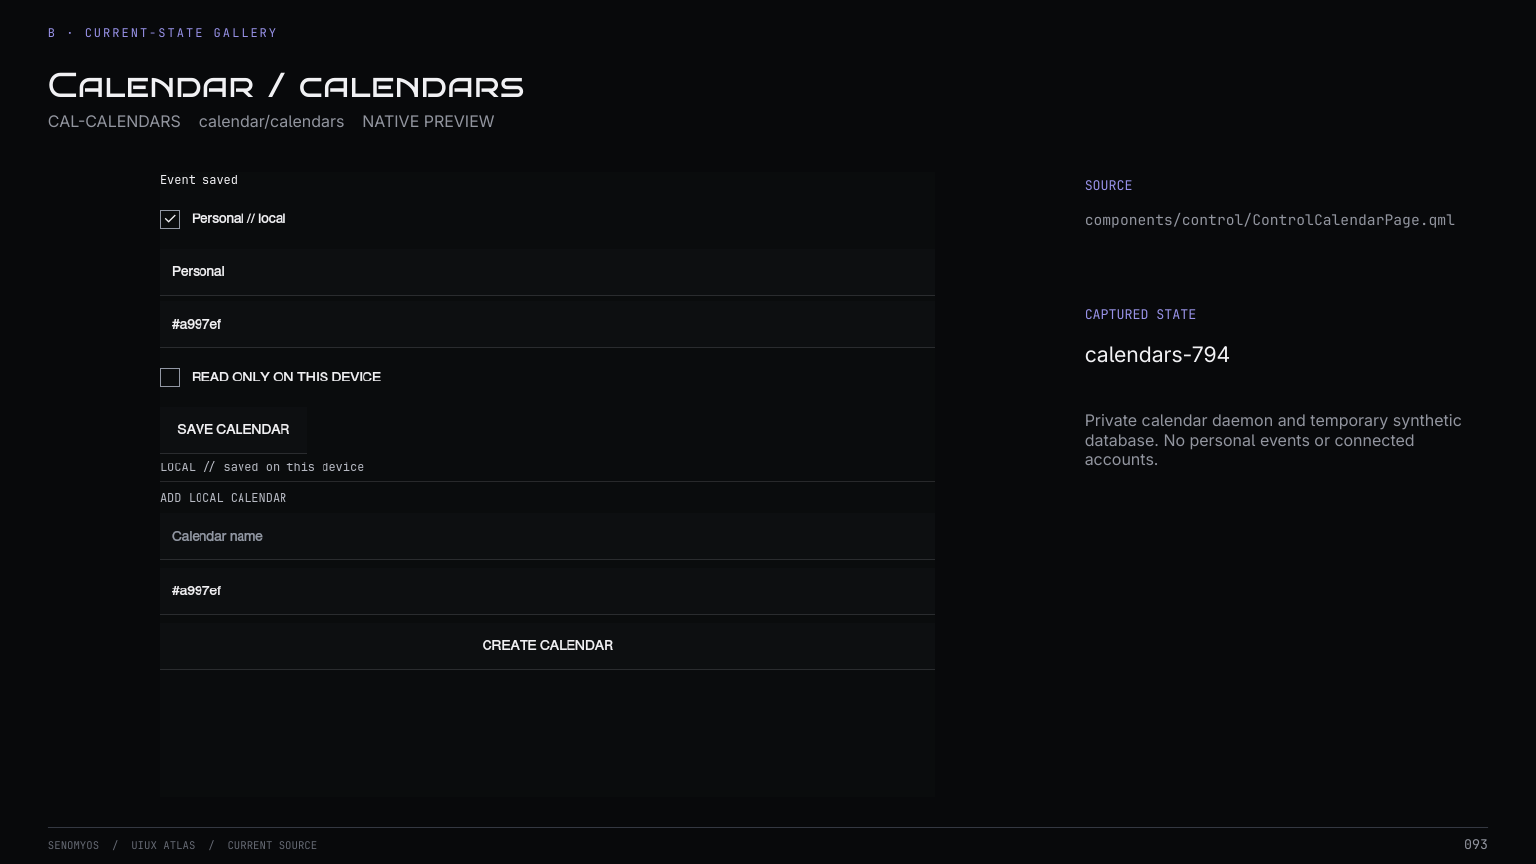 B · CURRENT-STATE GALLERY
Calendar / calendars
CAL-CALENDARS calendar/calendars NATIVE PREVIEW
Event saved
Personal // local
Personal
#a997ef
READ ONLY ON THIS DEVICE
SAVE CALENDAR
LOCAL // saved on this device
ADD LOCAL CALENDAR
Calendar name
#a997ef
CREATE CALENDAR
SOURCE
components/control/ControlCalendarPage.qml
CAPTURED STATE
calendars-794
Private calendar daemon and temporary synthetic
database. No personal events or connected
accounts.
SENOMYOS / UIUX ATLAS / CURRENT SOURCE
093